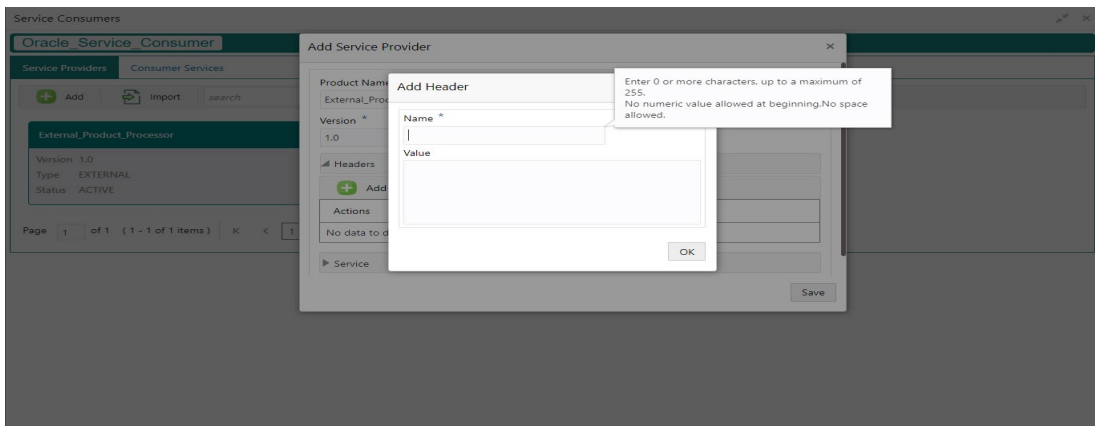 Service Consumers
Oracle_Service_Consumer
Service Providers Consumer Services
Add Import search
External_Product_Processor
Version 1.0
Type EXTERNAL
Status ACTIVE
Page 1 of 1 ( 1 - 1 of 1 items ) 1
Add Service Provider
Product Name
External_Proc
Version *
1.0
Headers
Add
Actions
No data to d
Service
Save
Add Header
Name *
Value
OK
Enter 0 or more characters, up to a maximum of
255.
No numeric value allowed at beginning.No space
allowed.